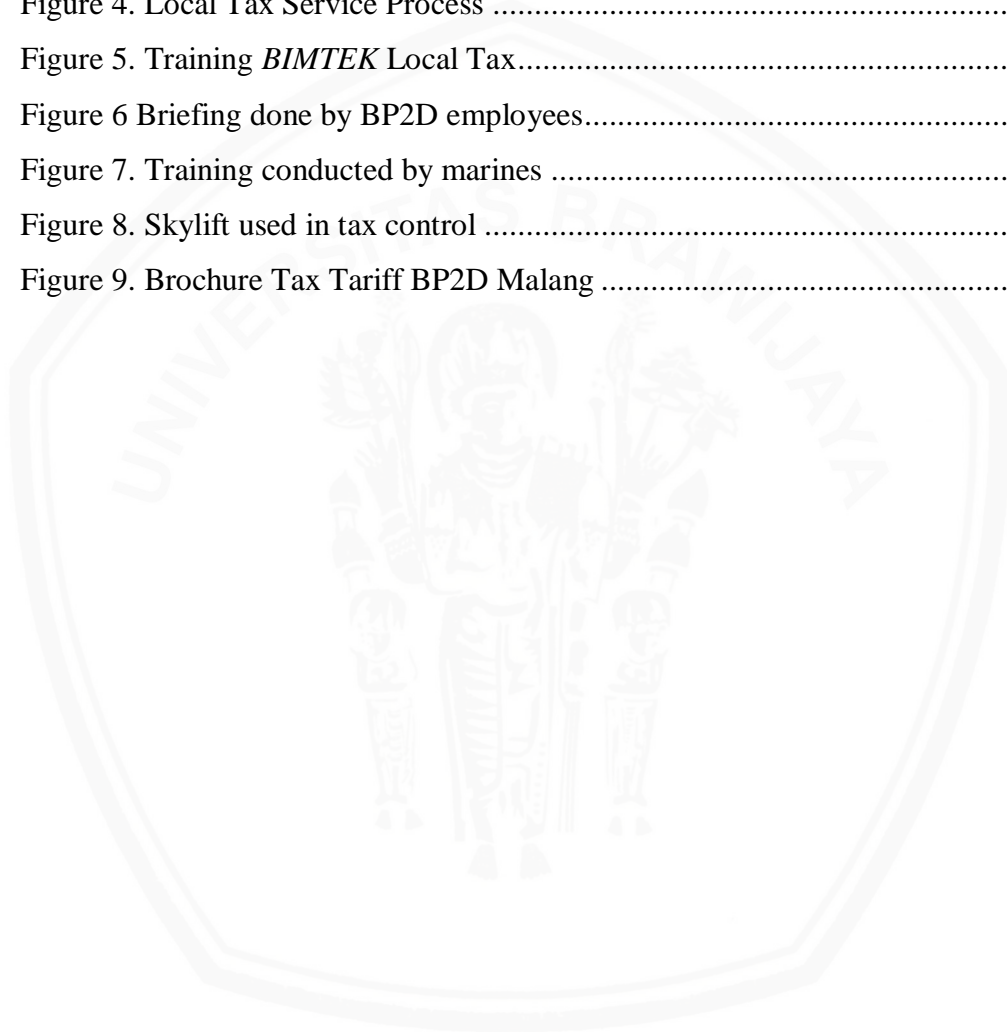 Figure 4. Local Tax Service Process ................................................................
Figure 5. Training BIMTEK Local Tax................................................................
Figure 6 Briefing done by BP2D employees.......................................................
Figure 7. Training conducted by marines ..........................................................
Figure 8. Skylift used in tax control ..................................................................
Figure 9. Brochure Tax Tariff BP2D Malang ....................................................
UNIVERSITAS BRAWIJAYA